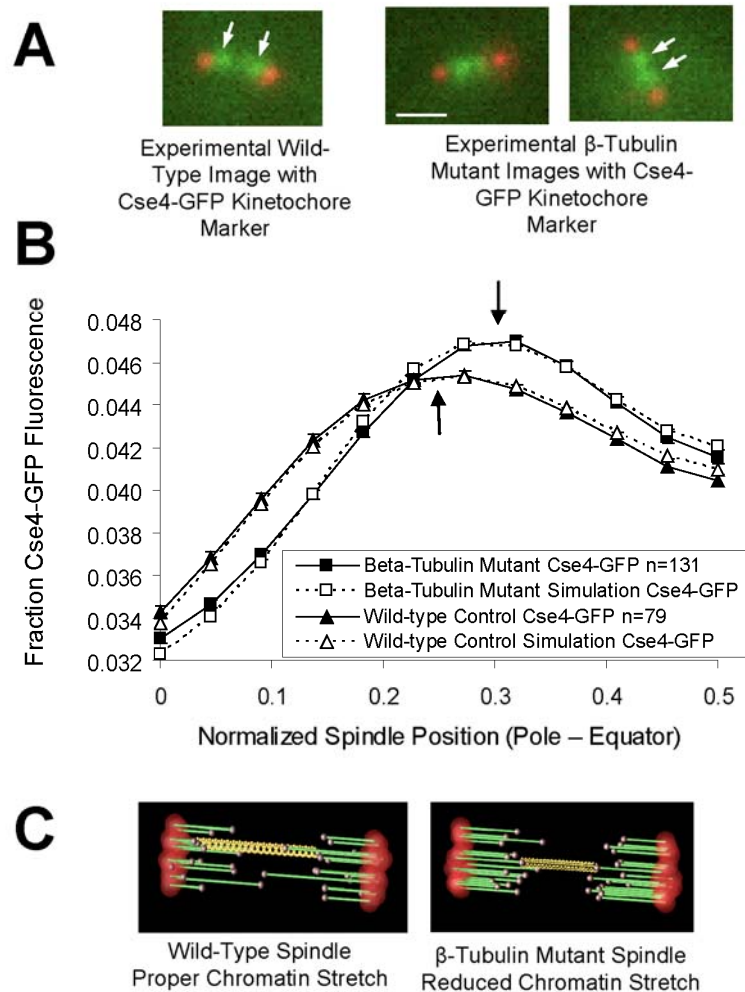 A
Experimental Wild-
Type Image with
Cse4-GFP Kinetochore
Marker
Experimental β-Tubulin
Mutant Images with Cse4-
GFP Kinetochore
Marker
B
Fraction Cse4-GFP Fluorescence
0.048
0.046
0.044
0.042
0.040
0.038
0.036
0.034
0.032
Beta-Tubulin Mutant Cse4-GFP n=131
Beta-Tubulin Mutant Simulation Cse4-GFP
Wild-type Control Cse4-GFP n=79
Wild-type Control Simulation Cse4-GFP
0 0.1 0.2 0.3 0.4 0.5
Normalized Spindle Position (Pole – Equator)
C
Wild-Type Spindle
Proper Chromatin Stretch
β-Tubulin Mutant Spindle
Reduced Chromatin Stretch